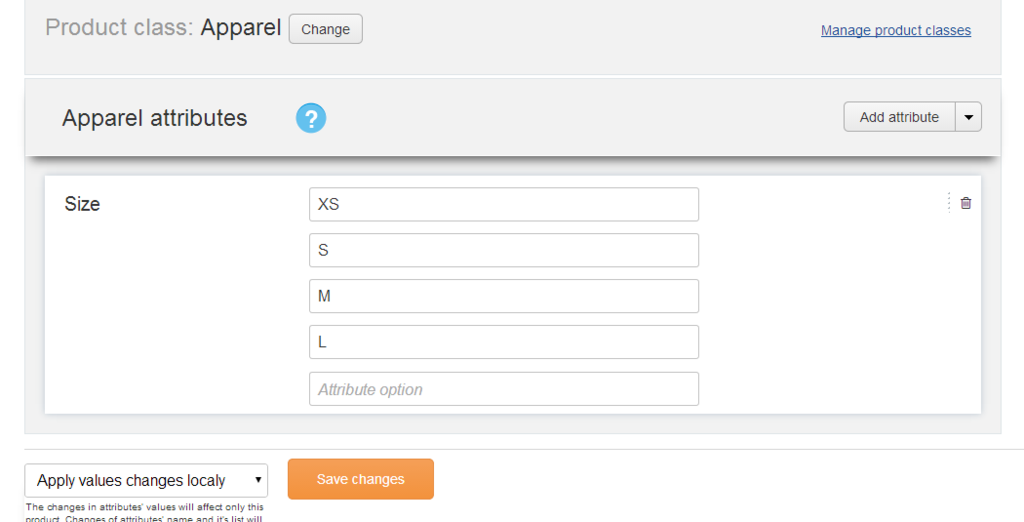 Product class: Apparel Change Manage product classes
Apparel attributes ? Add attribute
Size XS
S
M
L
Attribute option
Apply values changes localy Save changes
The changes in attributes' values will affect only this
product. Changes of attributes' name and it's list will